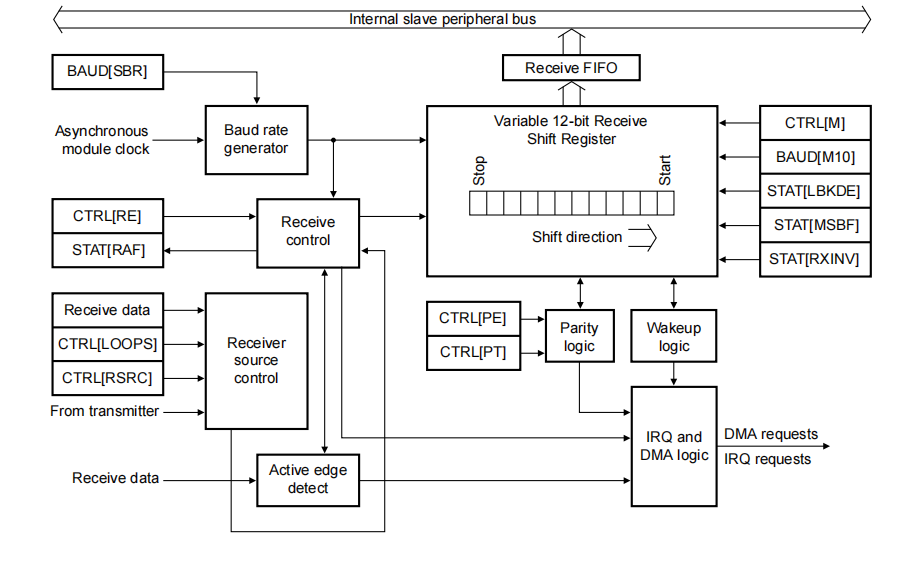 Internal slave peripheral bus
BAUD[SBR]
Receive FIFO
Asynchronous
module clock
Baud rate
generator
Variable 12-bit Receive
Shift Register
Stop
Start
Shift direction
CTRL[M]
BAUD[M10]
STAT[LBKDE]
STAT[MSBF]
STAT[RXINV]
CTRL[RE]
STAT[RAF]
Receive
control
Receive data
CTRL[LOOPS]
CTRL[RSRC]
From transmitter
Receiver
source
control
CTRL[PE]
CTRL[PT]
Parity
logic
Wakeup
logic
IRQ and
DMA logic
DMA requests
IRQ requests
Receive data
Active edge
detect